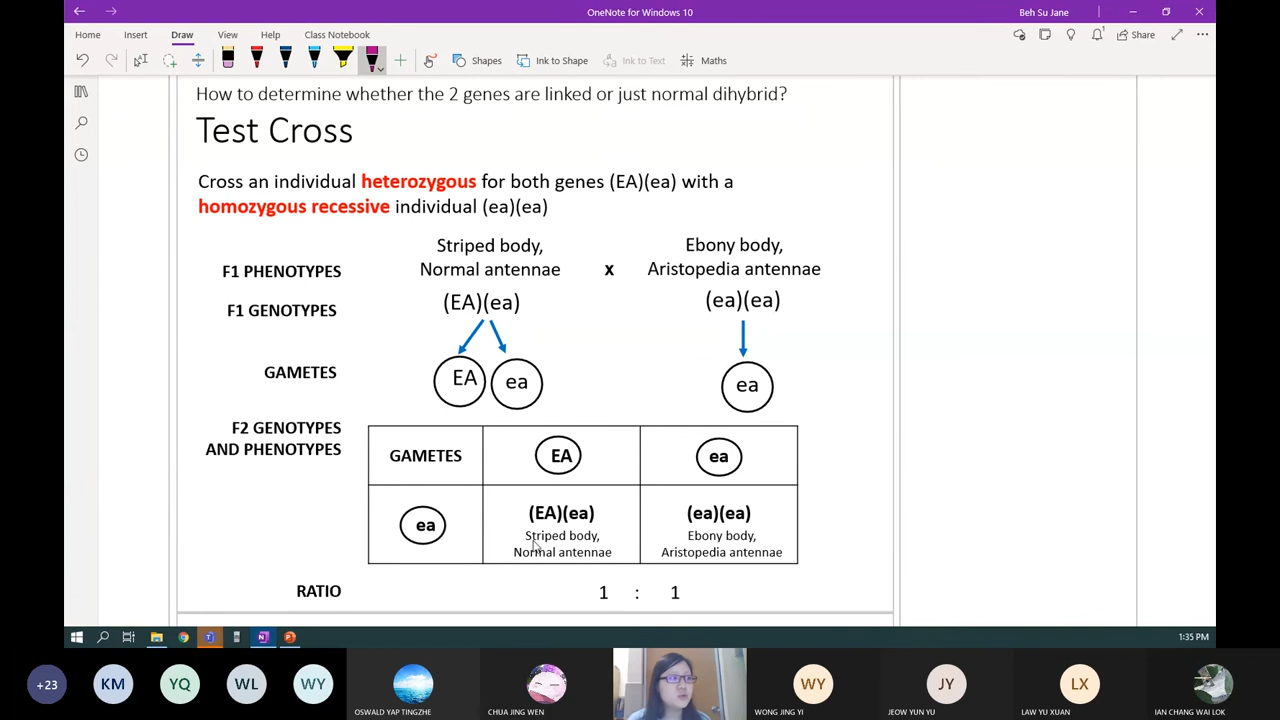 OneNote for Windows 10
Beh Su Jane
Home Insert Draw View Help Class Notebook
Share
Shapes Ink to Shape Ink to Text Maths
How to determine whether the 2 genes are linked or just normal dihybrid?
Test Cross
Cross an individual heterozygous for both genes (EA)(ea) with a
homozygous recessive individual (ea)(ea)
Striped body, Ebony body,
F1 PHENOTYPES Normal antennae x Aristopedia antennae
F1 GENOTYPES (EA)(ea) (ea)(ea)
GAMETES EA ea ea
F2 GENOTYPES
AND PHENOTYPES
GAMETES EA ea
ea (EA)(ea) (ea)(ea)
Striped body, Ebony body,
Normal antennae Aristopedia antennae
RATIO 1 : 1
1:35 PM
+23 KM YQ WL WY WY JY LX
OSWALD YAP TINGZHE CHUA JING WEN WONG JING YI JEOW YUN YU LAW YU XUAN IAN CHANG WAI LOK